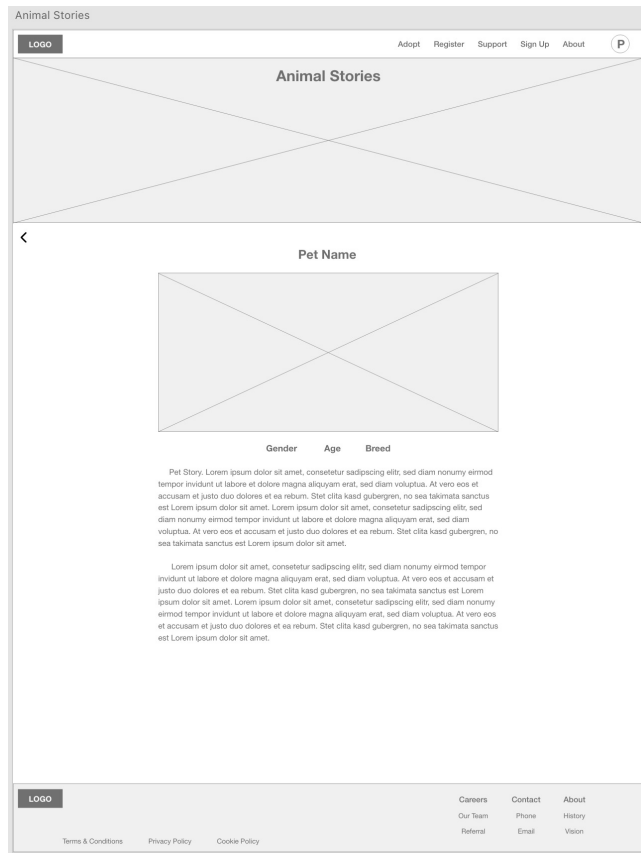 Animal Stories
LOGO
Adopt Register Support Sign Up About P
Animal Stories
Pet Name
Gender Age Breed
Pet Story. Lorem ipsum dolor sit amet, consetetur sadipscing elitr, sed diam nonumy eirmod
tempor invidunt ut labore et dolore magna aliquyam erat, sed diam voluptua. At vero eos et
accusam et justo duo dolores et ea rebum. Stet clita kasd gubergren, no sea takimata sanctus
est Lorem ipsum dolor sit amet. Lorem ipsum dolor sit amet, consetetur sadipscing elitr, sed
diam nonumy eirmod tempor invidunt ut labore et dolore magna aliquyam erat, sed diam
voluptua. At vero eos et accusam et justo duo dolores et ea rebum. Stet clita kasd gubergren, no
sea takimata sanctus est Lorem ipsum dolor sit amet.
Lorem ipsum dolor sit amet, consetetur sadipscing elitr, sed diam nonumy eirmod tempor
invidunt ut labore et dolore magna aliquyam erat, sed diam voluptua. At vero eos et accusam et
justo duo dolores et ea rebum. Stet clita kasd gubergren, no sea takimata sanctus est Lorem
ipsum dolor sit amet. Lorem ipsum dolor sit amet, consetetur sadipscing elitr, sed diam nonumy
eirmod tempor invidunt ut labore et dolore magna aliquyam erat, sed diam voluptua. At vero eos
et accusam et justo duo dolores et ea rebum. Stet clita kasd gubergren, no sea takimata sanctus
est Lorem ipsum dolor sit amet.
LOGO
Careers Contact About
Our Team Phone History
Referral Email Vision
Terms & Conditions Privacy Policy Cookie Policy